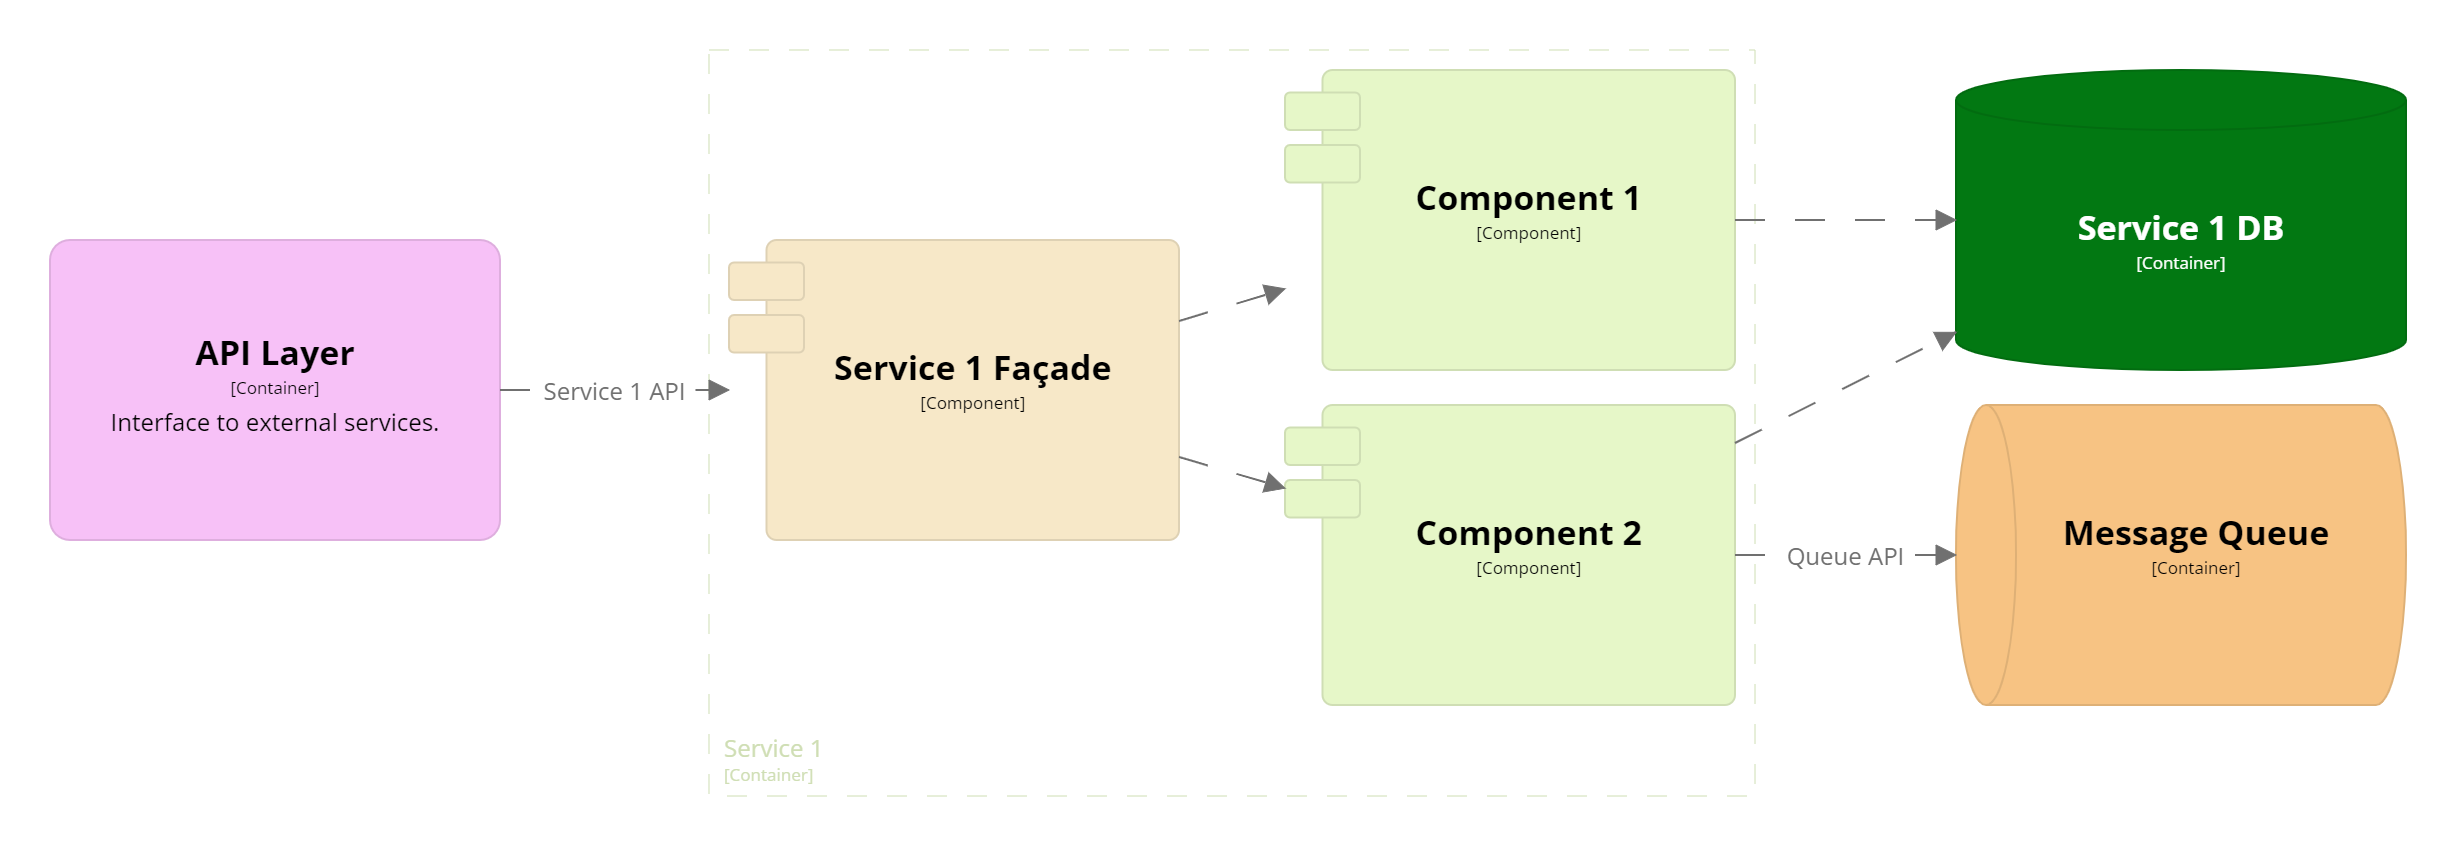 API Layer
[Container]
Interface to external services.
Service 1 API
Service 1 Façade
[Component]
Component 1
[Component]
Component 2
[Component]
Service 1
[Container]
Service 1 DB
[Container]
Queue API
Message Queue
[Container]